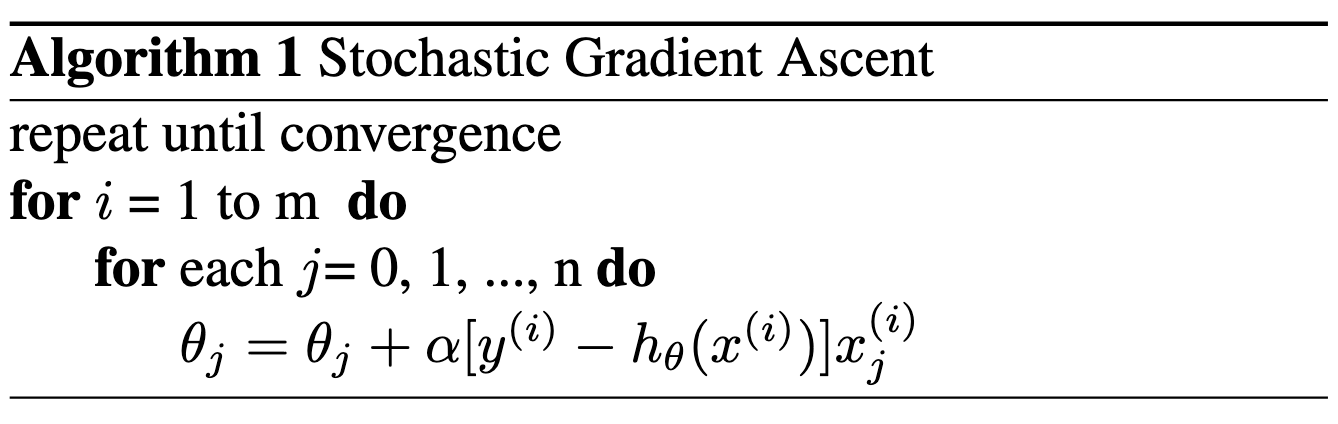 Algorithm 1 Stochastic Gradient Ascent
repeat until convergence
for i = 1 to m do
for each j= 0, 1, ..., n do
θ_j = θ_j + α[y^{(i)} − h_θ(x^{(i)})]x_j^{(i)}